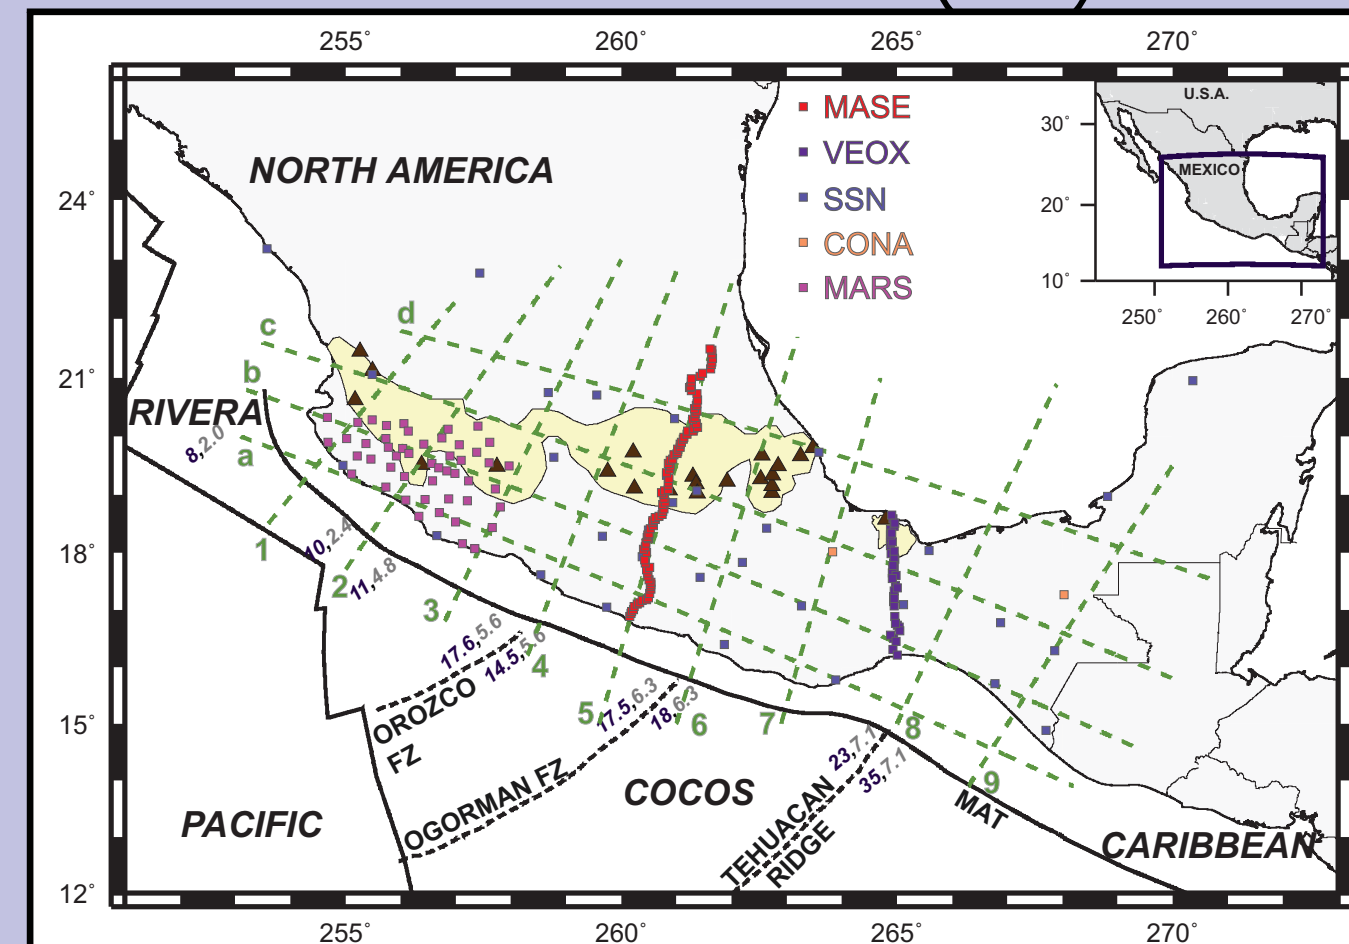 255° 260° 265° 270°
MASE
VEOX
SSN
CONA
MARS
U.S.A.
MEXICO
30°
20°
10°
250° 260° 270°
NORTH AMERICA
24°
21°
18°
15°
12°
d
c
b
a
RIVERA
8,2.0
10,2.4
11,4.8
17.6,5.6
14.5,5.6
17.5,6.3
18,6.3
23,7.1
35,7.1
1
2
3
4
5
6
7
8
9
OROZCO
FZ
OGORMAN FZ
TEHUACAN
RIDGE
COCOS
PACIFIC
MAT
CARIBBEAN
255° 260° 265° 270°